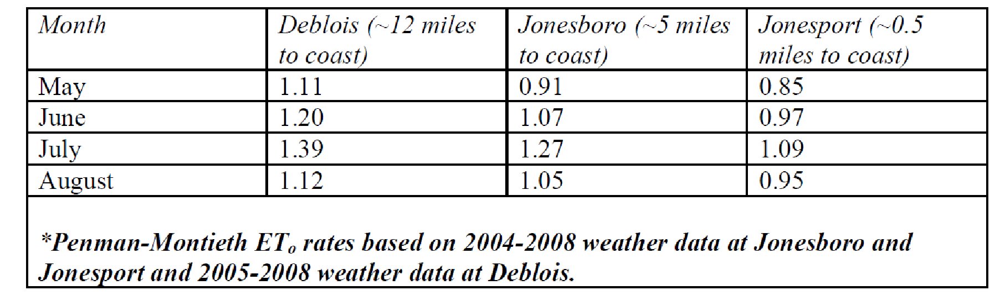 Month Deblois (~12 miles to coast) Jonesboro (~5 miles to coast) Jonesport (~0.5 miles to coast)
May 1.11 0.91 0.85
June 1.20 1.07 0.97
July 1.39 1.27 1.09
August 1.12 1.05 0.95
*Penman-Montieth ETo rates based on 2004-2008 weather data at Jonesboro and
Jonesport and 2005-2008 weather data at Deblois.